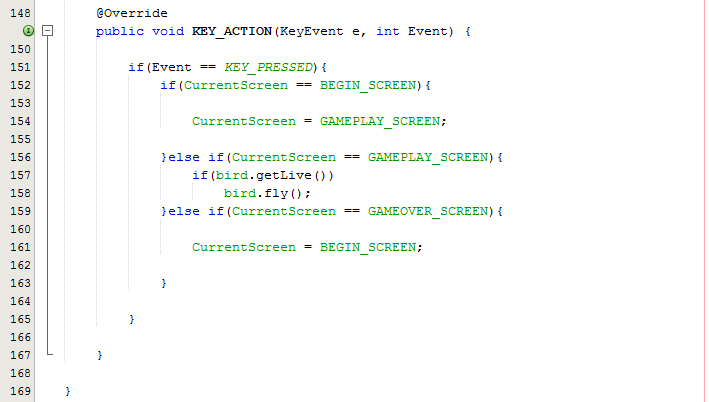 148 @Override
public void KEY_ACTION(KeyEvent e, int Event) {
150
151 if(Event == KEY_PRESSED){
152 if(CurrentScreen == BEGIN_SCREEN){
153
154 CurrentScreen = GAMEPLAY_SCREEN;
155
156 }else if(CurrentScreen == GAMEPLAY_SCREEN){
157 if(bird.getLive())
158 bird.fly();
159 }else if(CurrentScreen == GAMEOVER_SCREEN){
160
161 CurrentScreen = BEGIN_SCREEN;
162
163 }
164
165 }
166
167 }
168
169 }